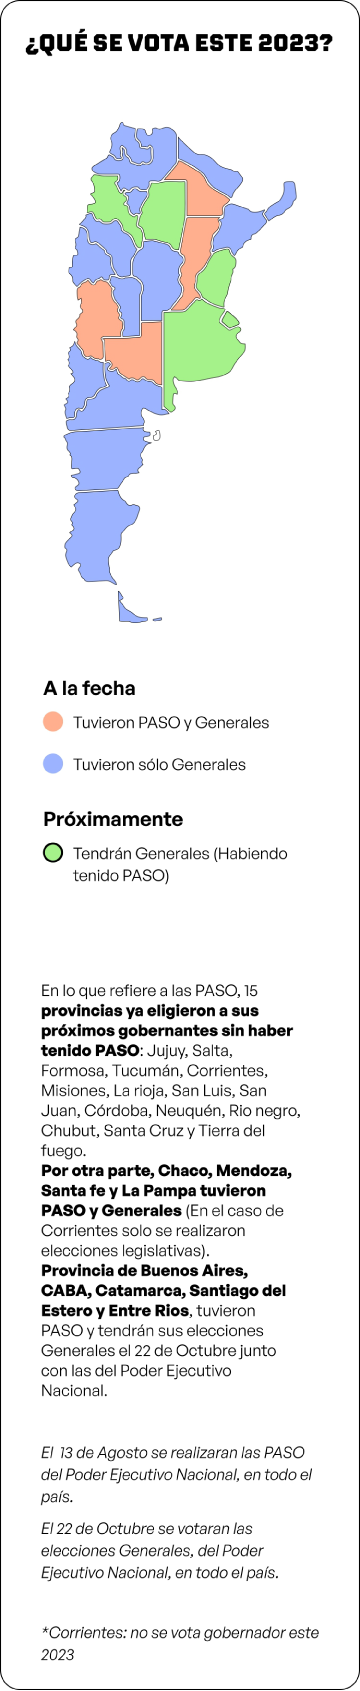 ¿QUÉ SE VOTA ESTE 2023?
A la fecha
Tuvieron PASO y Generales
Tuvieron sólo Generales
Próximamente
Tendrán Generales (Habiendo
tenido PASO)
En lo que refiere a las PASO, 15
provincias ya eligieron a sus
próximos gobernantes sin haber
tenido PASO: Jujuy, Salta,
Formosa, Tucumán, Corrientes,
Misiones, La rioja, San Luis, San
Juan, Córdoba, Neuquén, Rio negro,
Chubut, Santa Cruz y Tierra del
fuego.
Por otra parte, Chaco, Mendoza,
Santa fe y La Pampa tuvieron
PASO y Generales (En el caso de
Corrientes solo se realizaron
elecciones legislativas).
Provincia de Buenos Aires,
CABA, Catamarca, Santiago del
Estero y Entre Rios, tuvieron
PASO y tendrán sus elecciones
Generales el 22 de Octubre junto
con las del Poder Ejecutivo
Nacional.
El 13 de Agosto se realizaran las PASO
del Poder Ejecutivo Nacional, en todo el
país.
El 22 de Octubre se votaran las
elecciones Generales, del Poder
Ejecutivo Nacional, en todo el país.
*Corrientes: no se vota gobernador este
2023